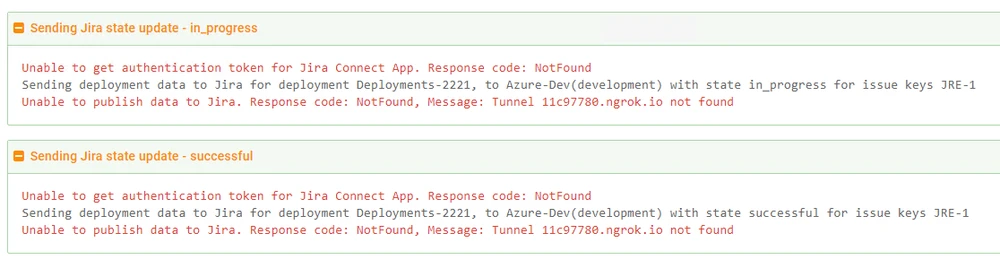 Sending Jira state update - in_progress
Unable to get authentication token for Jira Connect App. Response code: NotFound
Sending deployment data to Jira for deployment Deployments-2221, to Azure-Dev(development) with state in_progress for issue keys JRE-1
Unable to publish data to Jira. Response code: NotFound, Message: Tunnel 11c97780.ngrok.io not found
Sending Jira state update - successful
Unable to get authentication token for Jira Connect App. Response code: NotFound
Sending deployment data to Jira for deployment Deployments-2221, to Azure-Dev(development) with state successful for issue keys JRE-1
Unable to publish data to Jira. Response code: NotFound, Message: Tunnel 11c97780.ngrok.io not found